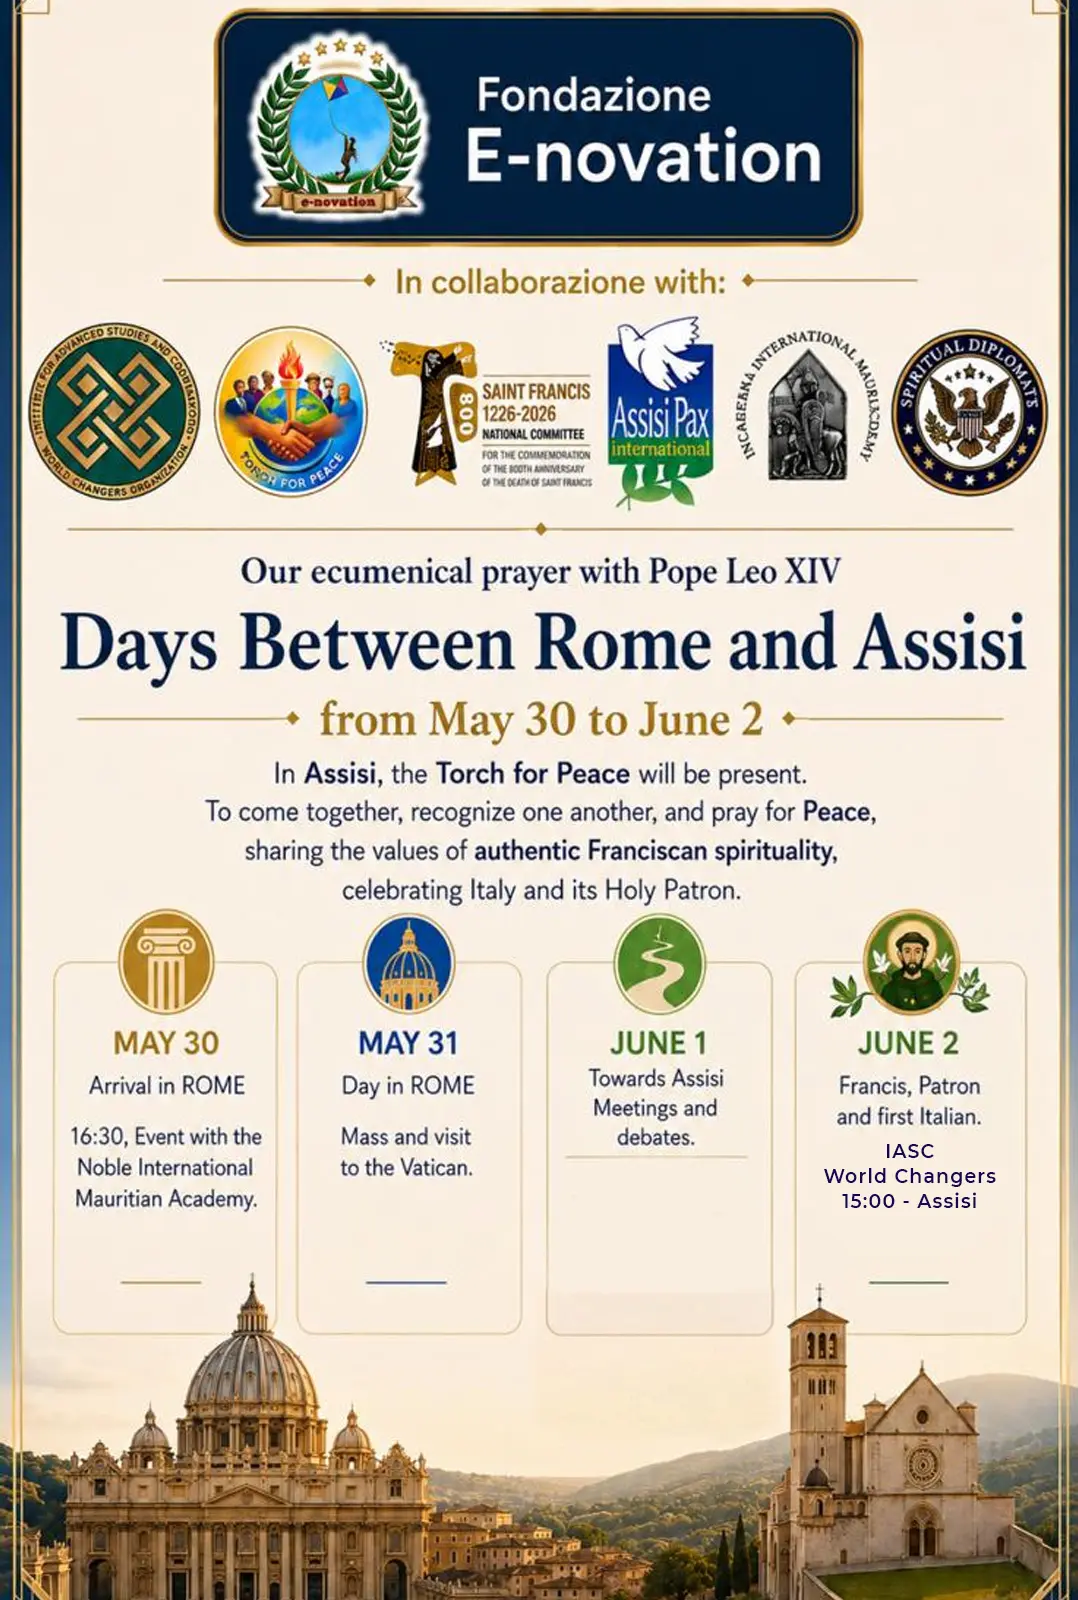 e-novation
Fondazione
E-novation
In collaborazione with:
FOR ADVANCED STUDIES AND
WORLD CHANGERS ORGANIZATION
TORCH FOR PEACE
800
SAINT FRANCIS
1226-2026
NATIONAL COMMITTEE
FOR THE COMMEMORATION
OF THE 800TH ANNIVERSARY
OF THE DEATH OF SAINT FRANCIS
Assisi Pax
international
INTERNATIONAL
SPIRITUAL DIPLOMATS
Our ecumenical prayer with Pope Leo XIV
Days Between Rome and Assisi
from May 30 to June 2
In Assisi, the Torch for Peace will be present.
To come together, recognize one another, and pray for Peace,
sharing the values of authentic Franciscan spirituality,
celebrating Italy and its Holy Patron.
MAY 30
Arrival in ROME
16:30, Event with the
Noble International
Mauritian Academy.
MAY 31
Day in ROME
Mass and visit
to the Vatican.
JUNE 1
Towards Assisi
Meetings and
debates.
JUNE 2
Francis, Patron
and first Italian.
IASC
World Changers
15:00 - Assisi